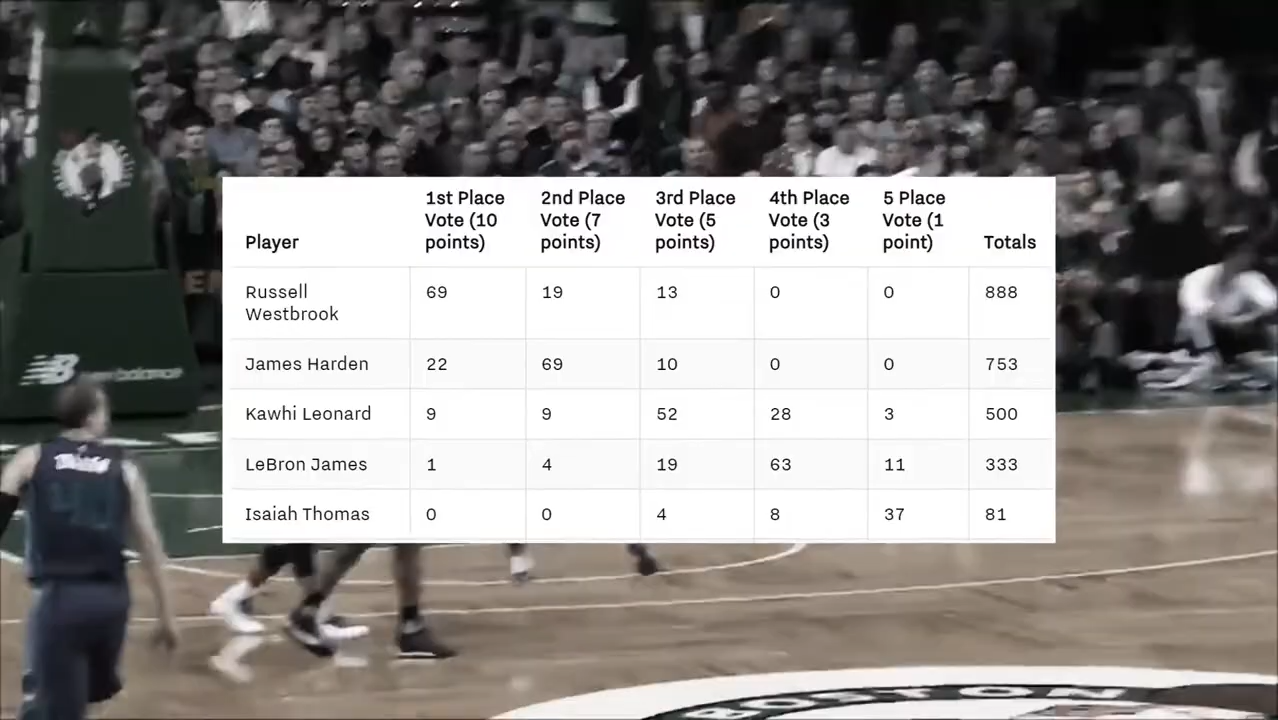 1st Place 2nd Place 3rd Place 4th Place 5 Place
Vote (10 Vote (7 Vote (5 Vote (3 Vote (1
Player points) points) points) points) point) Totals
Russell 69 19 13 0 0 888
Westbrook
James Harden 22 69 10 0 0 753
Kawhi Leonard 9 9 52 28 3 500
LeBron James 1 4 19 63 11 333
Isaiah Thomas 0 0 4 8 37 81
new balance
BOSTON